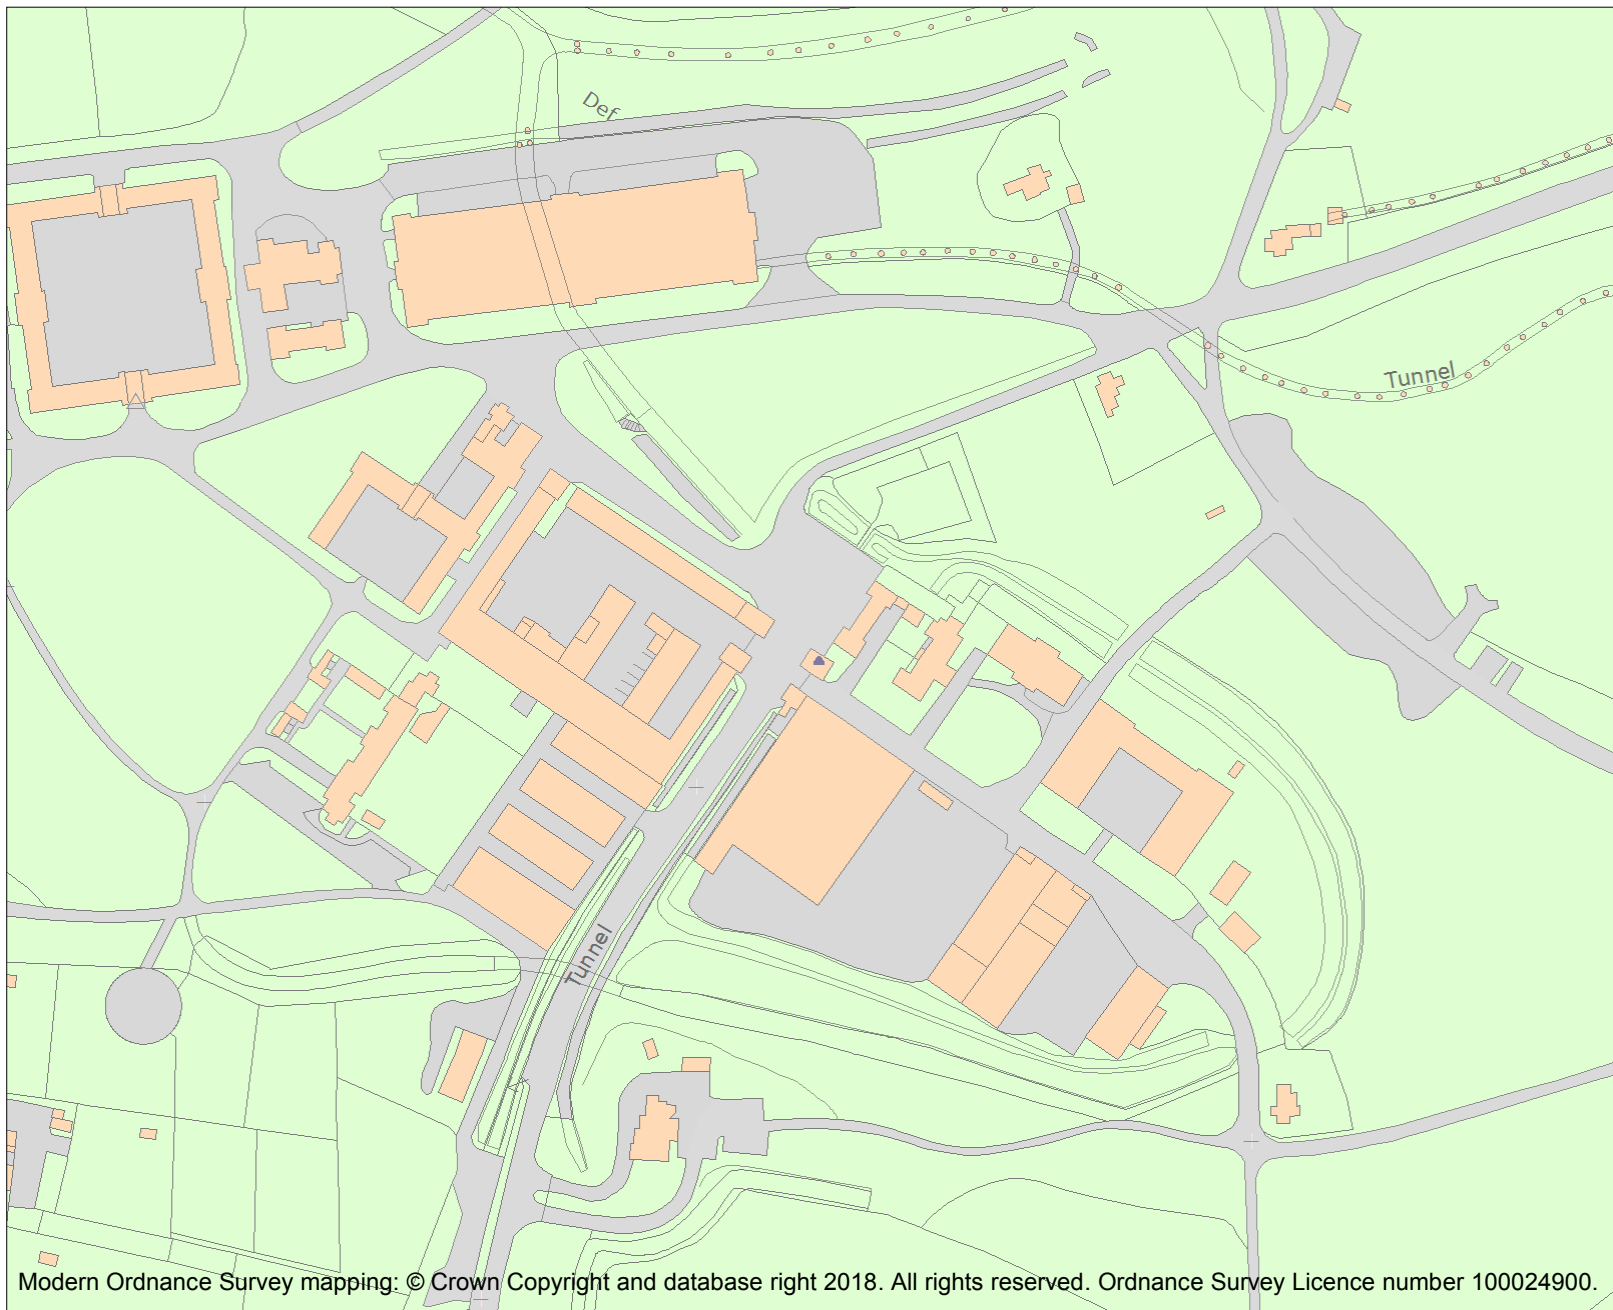 Def
Tunnel
Tunnel
Modern Ordnance Survey mapping: © Crown Copyright and database right 2018. All rights reserved. Ordnance Survey Licence number 100024900.